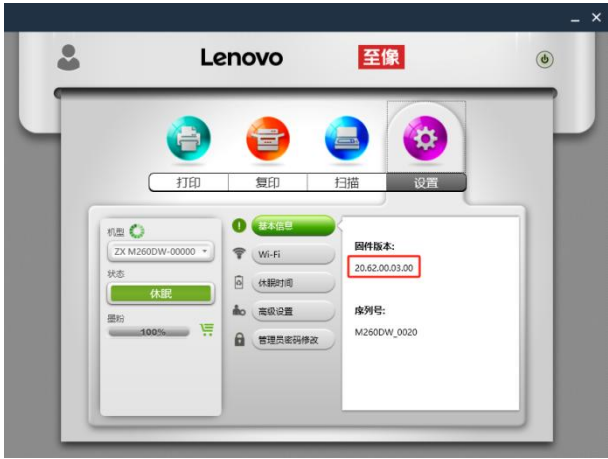 Lenovo 至像
打印 复印 扫描 设置
机型
ZX M260DW-00000
状态
休眠
墨粉
100%
基本信息
Wi-Fi
休眠时间
高级设置
管理员密码修改
固件版本:
20.62.00.03.00
序列号:
M260DW_0020